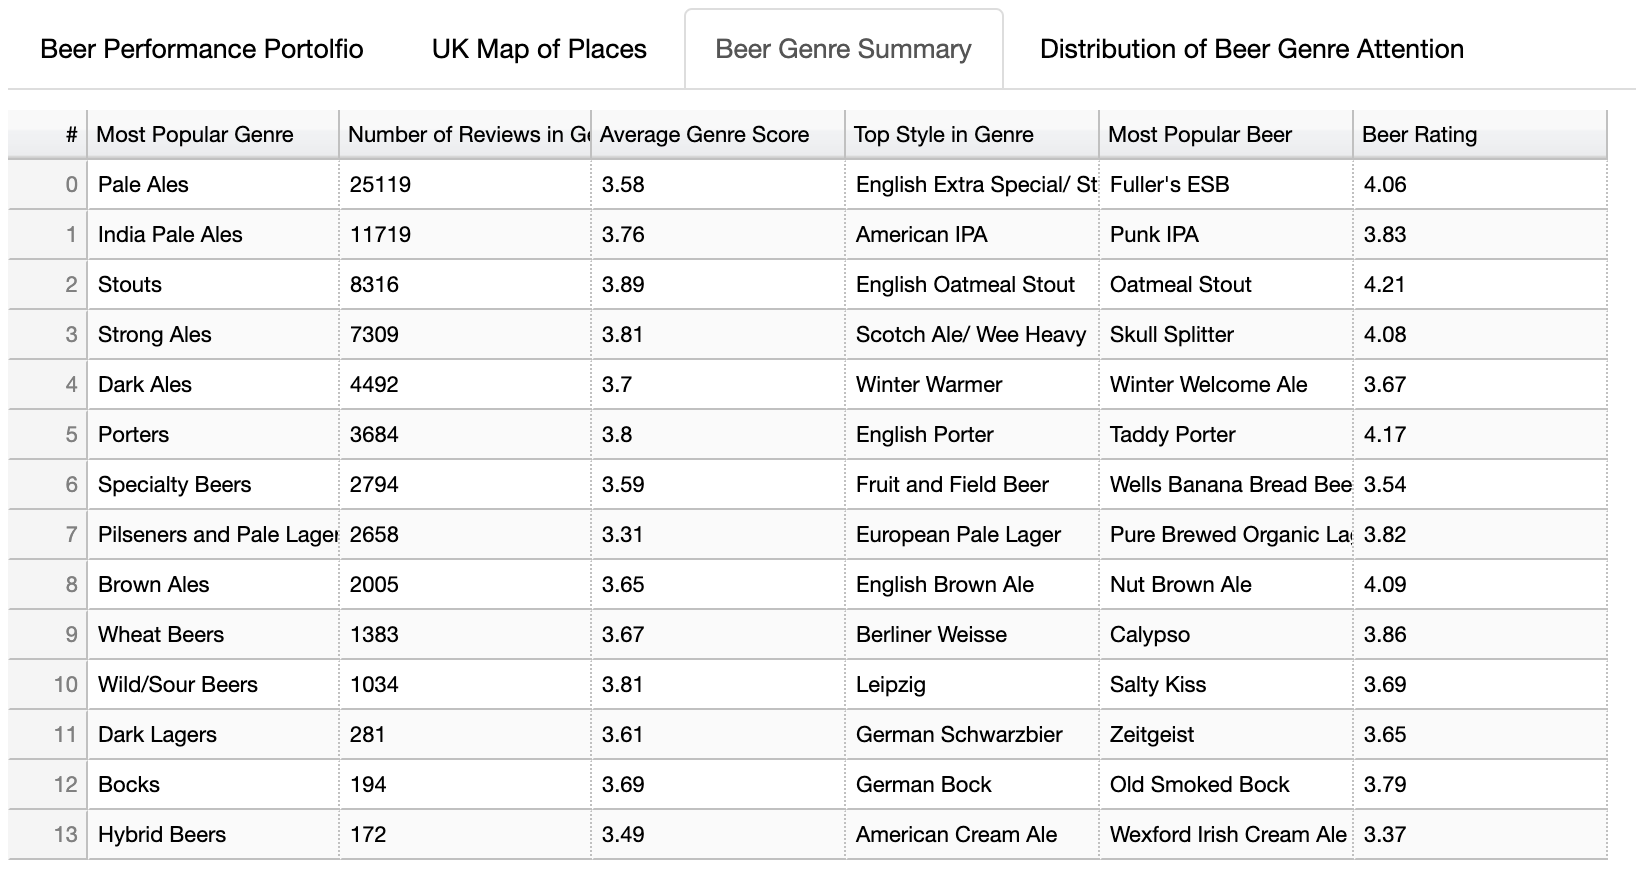 Beer Performance Portolfio UK Map of Places Beer Genre Summary Distribution of Beer Genre Attention
# Most Popular Genre Number of Reviews in Average Genre Score Top Style in Genre Most Popular Beer Beer Rating
0 Pale Ales 25119 3.58 English Extra Special/ Fuller's ESB 4.06
1 India Pale Ales 11719 3.76 American IPA Punk IPA 3.83
2 Stouts 8316 3.89 English Oatmeal Stout Oatmeal Stout 4.21
3 Strong Ales 7309 3.81 Scotch Ale/ Wee Heavy Skull Splitter 4.08
4 Dark Ales 4492 3.7 Winter Warmer Winter Welcome Ale 3.67
5 Porters 3684 3.8 English Porter Taddy Porter 4.17
6 Specialty Beers 2794 3.59 Fruit and Field Beer Wells Banana Bread Bee 3.54
7 Pilseners and Pale Lager 2658 3.31 European Pale Lager Pure Brewed Organic 3.82
8 Brown Ales 2005 3.65 English Brown Ale Nut Brown Ale 4.09
9 Wheat Beers 1383 3.67 Berliner Weisse Calypso 3.86
10 Wild/Sour Beers 1034 3.81 Leipzig Salty Kiss 3.69
11 Dark Lagers 281 3.61 German Schwarzbier Zeitgeist 3.65
12 Bocks 194 3.69 German Bock Old Smoked Bock 3.79
13 Hybrid Beers 172 3.49 American Cream Ale Wexford Irish Cream Ale 3.37